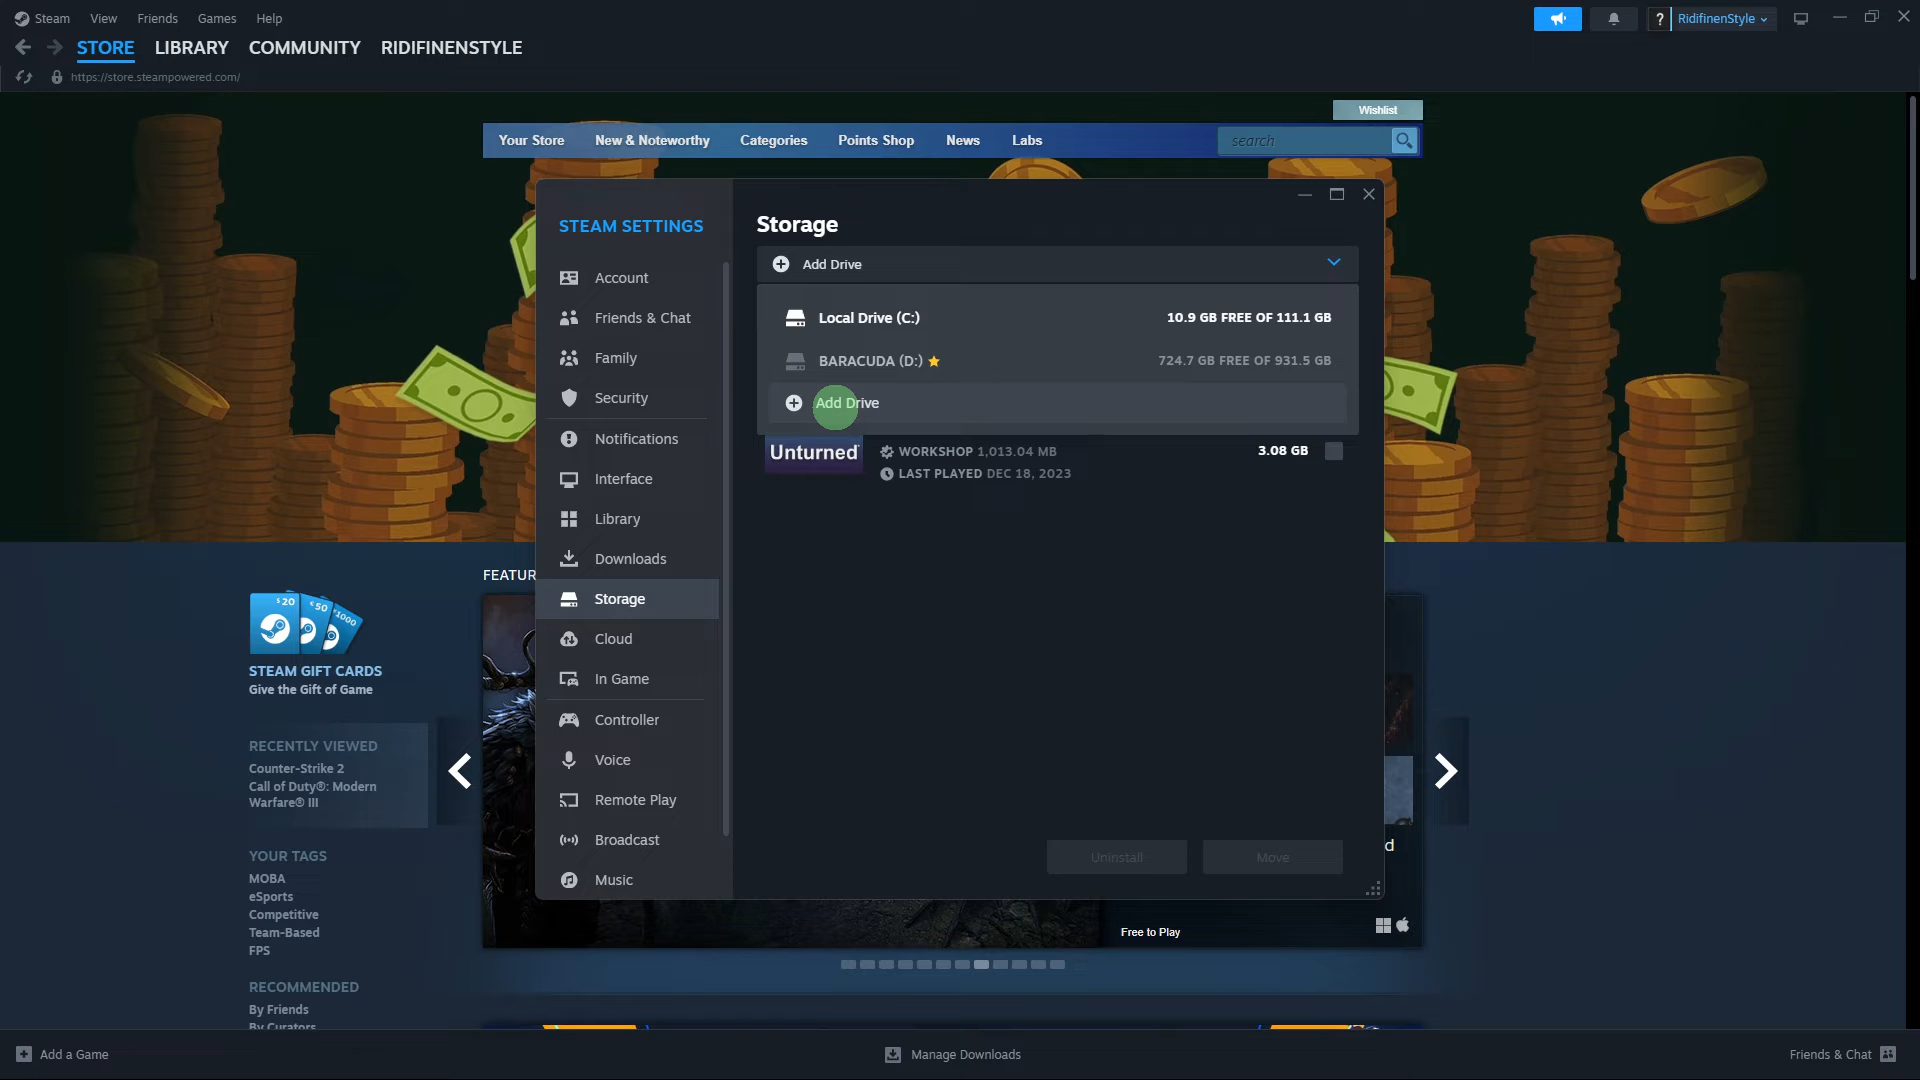 Steam View Friends Games Help
? RidifinenStyle
STORE LIBRARY COMMUNITY RIDIFINENSTYLE
https://store.steampowered.com/
Wishlist
Your Store New & Noteworthy Categories Points Shop News Labs
search
STEAM SETTINGS
Account
Friends & Chat
Family
Security
Notifications
Interface
Library
Downloads
Storage
Cloud
In Game
Controller
Voice
Remote Play
Broadcast
Music
Storage
Add Drive
Local Drive (C:) 10.9 GB FREE OF 111.1 GB
BARACUDA (D:) 724.7 GB FREE OF 931.5 GB
Add Drive
Unturned
WORKSHOP 1,013.04 MB 3.08 GB
LAST PLAYED DEC 18, 2023
Uninstall Move
FEATUR
$20 €50 ¥1000
STEAM GIFT CARDS
Give the Gift of Game
RECENTLY VIEWED
Counter-Strike 2
Call of Duty®: Modern
Warfare® III
YOUR TAGS
MOBA
eSports
Competitive
Team-Based
FPS
RECOMMENDED
By Friends
By Curators
d
Free to Play
Add a Game Manage Downloads Friends & Chat